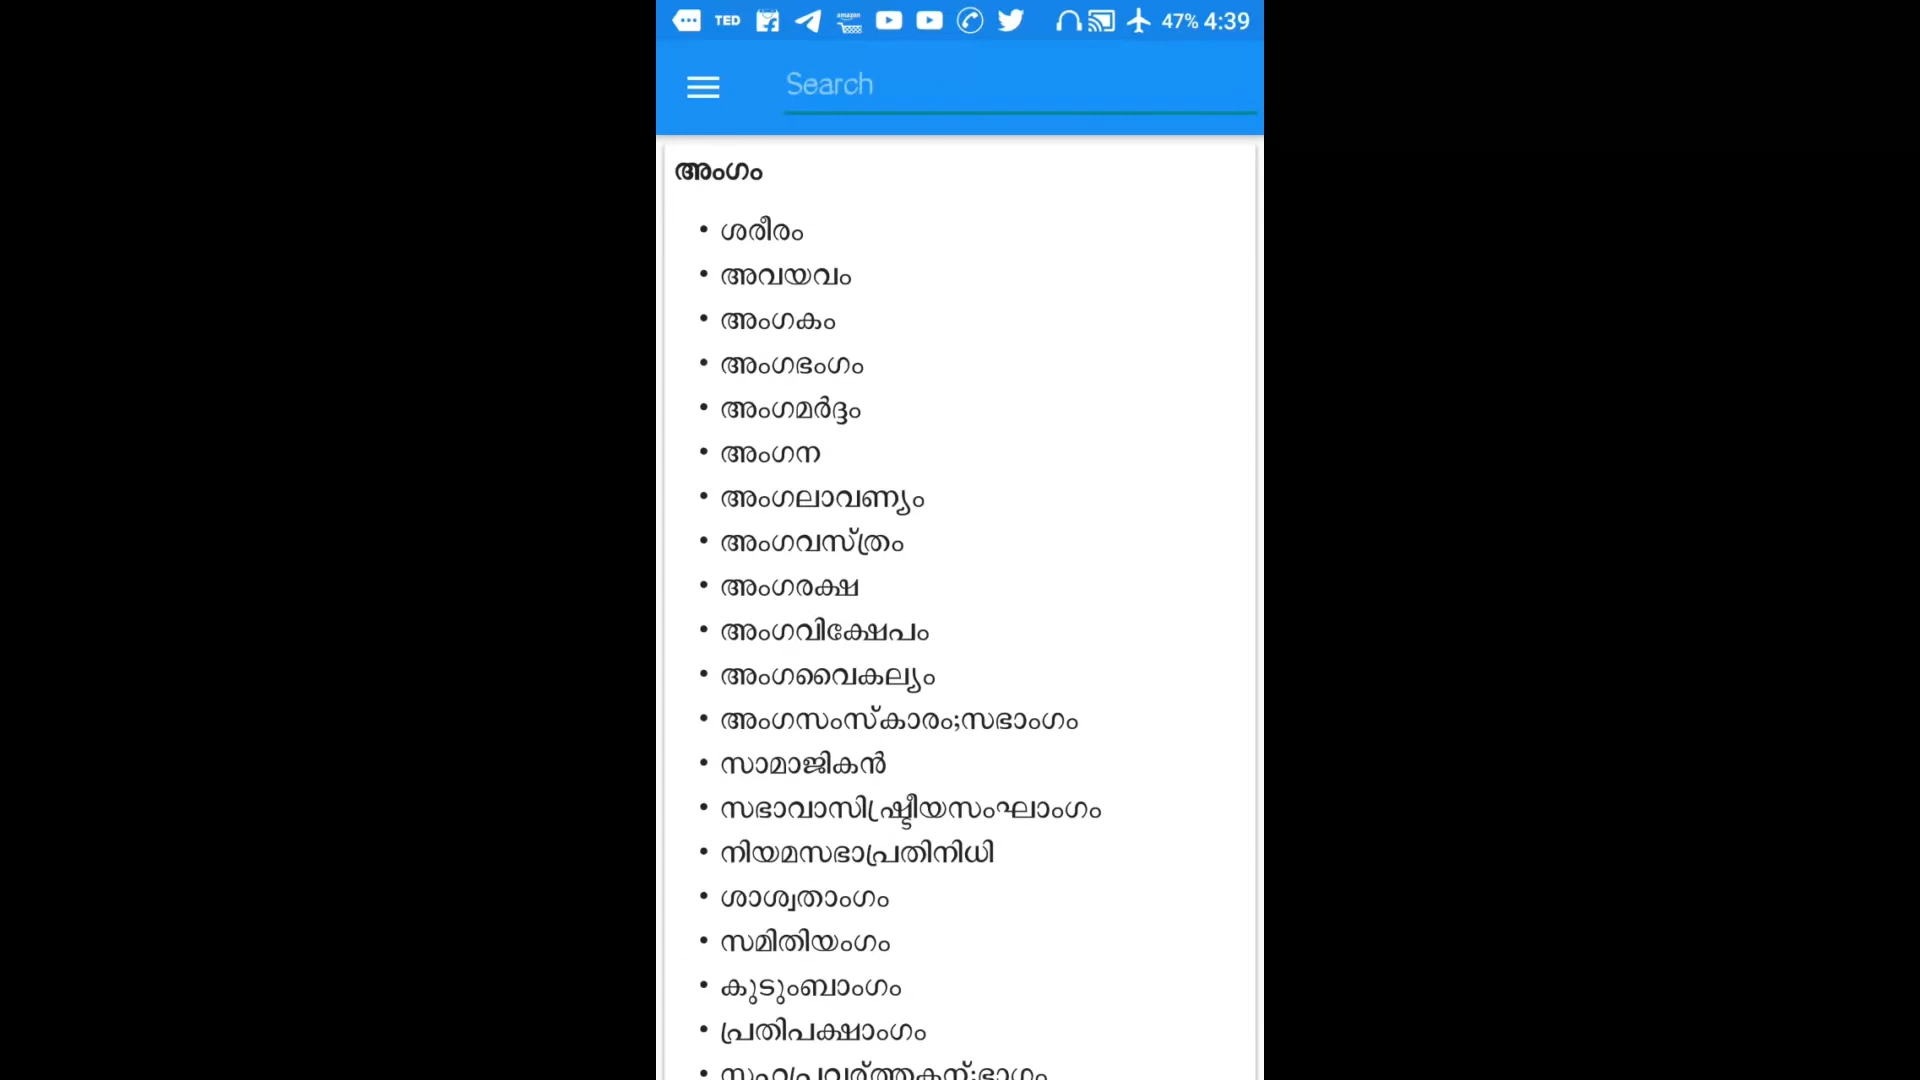 TED
amazon
47% 4:39
Search
അംഗം
• ശരീരം
• അവയവം
• അംഗകം
• അംഗഭംഗം
• അംഗമർദ്ദം
• അംഗന
• അംഗലാവണ്യം
• അംഗവസ്ത്രം
• അംഗരക്ഷ
• അംഗവിക്ഷേപം
• അംഗവൈകല്യം
• അംഗസംസ്കാരം;സഭാംഗം
• സാമാജികൻ
• സഭാവാസിഷ്ട്രീയസംഘാംഗം
• നിയമസഭാപ്രതിനിധി
• ശാശ്വതാംഗം
• സമിതിയംഗം
• കുടുംബാംഗം
• പ്രതിപക്ഷാംഗം